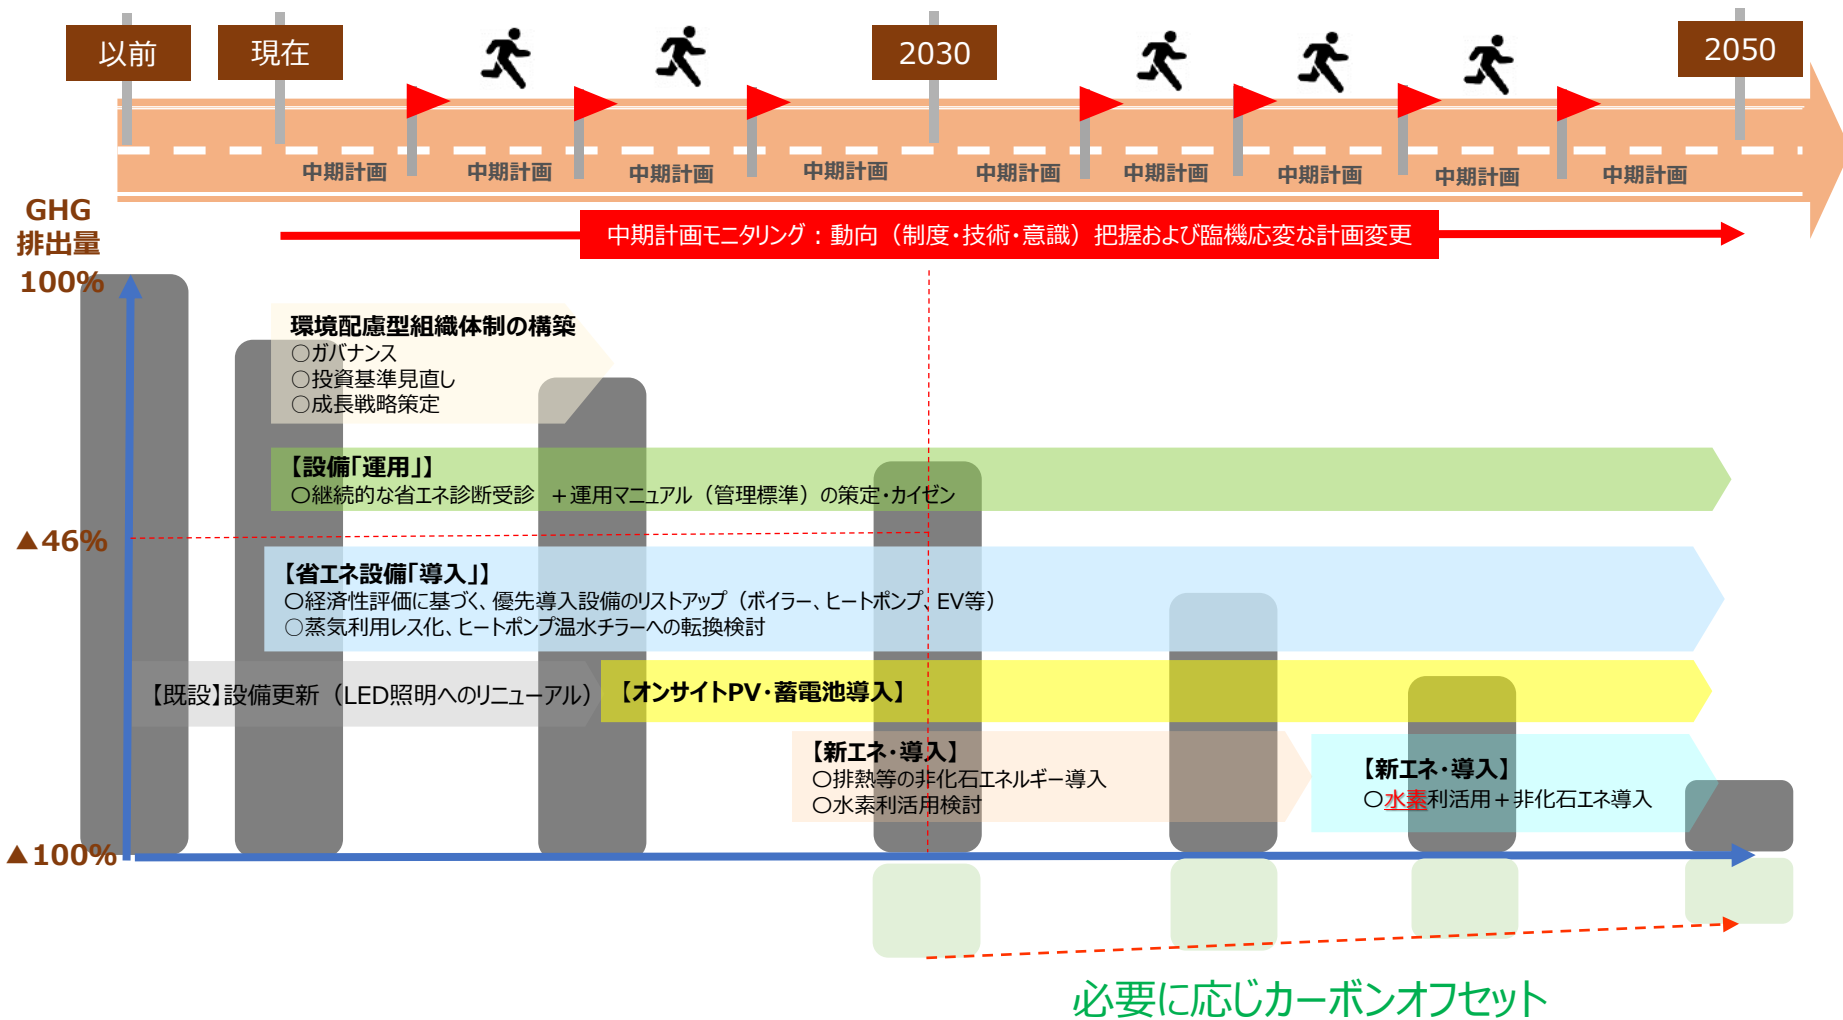 以前
現在
2030
2050
中期計画
中期計画
中期計画
中期計画
中期計画
中期計画
中期計画
中期計画
中期計画
GHG
排出量
中期計画モニタリング：動向（制度・技術・意識）把握および臨機応変な計画変更
100%
環境配慮型組織体制の構築
○ガバナンス
○投資基準見直し
○成長戦略策定
【設備「運用」】
○継続的な省エネ診断受診　＋運用マニュアル（管理標準）の策定・カイゼン
▲46%
【省エネ設備「導入」】
○経済性評価に基づく、優先導入設備のリストアップ（ボイラー、ヒートポンプ、EV等）
○蒸気利用レス化、ヒートポンプ温水チラーへの転換検討
【既設】設備更新（LED照明へのリニューアル）
【オンサイトPV・蓄電池導入】
【新エネ・導入】
○排熱等の非化石エネルギー導入
○水素利活用検討
【新エネ・導入】
○水素利活用＋非化石エネ導入
▲100%
必要に応じカーボンオフセット